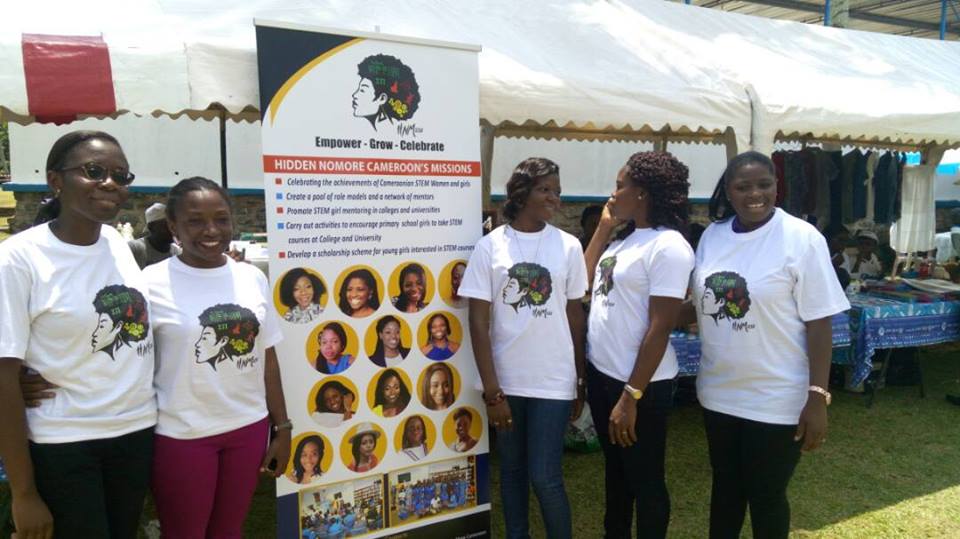 Empower - Grow - Celebrate
HIDDEN NOMORE CAMEROON'S MISSIONS
Celebrating the achievements of Cameroonian STEM Women and girls
Create a pool of role models and a network of mentors
Promote STEM girl mentoring in colleges and universities
Carry out activities to encourage primary school girls to take STEM
courses at College and University
Develop a scholarship scheme for young girls interested in STEM courses